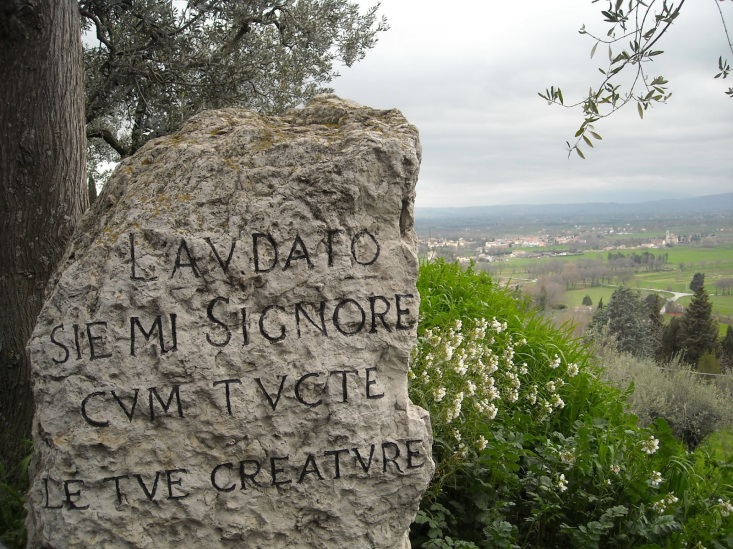 LAVDATO
SIE MI SIGNORE
CVM TVCTE
LE TVE CREATVRE